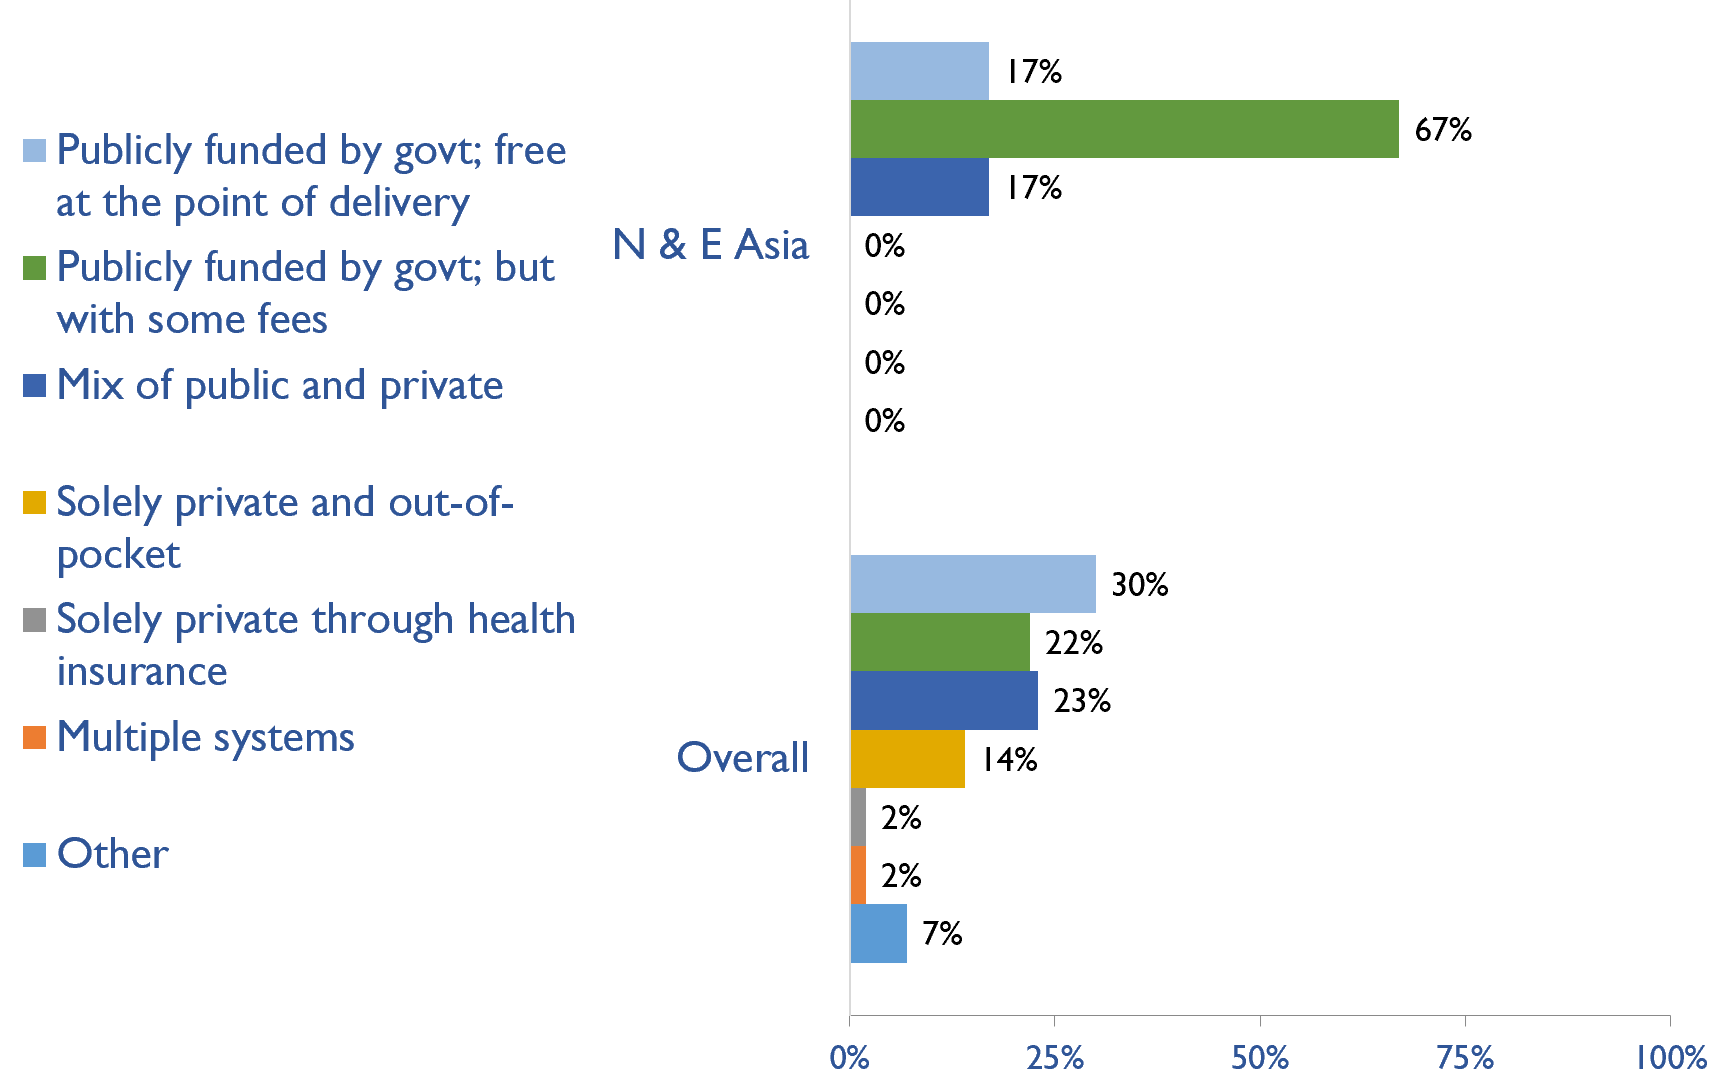 Publicly funded by govt; free
at the point of delivery
Publicly funded by govt; but
with some fees
Mix of public and private
Solely private and out-of-
pocket
Solely private through health
insurance
Multiple systems
Other
N & E Asia
17%
67%
17%
0%
0%
0%
0%
Overall
30%
22%
23%
14%
2%
2%
7%
0%
25%
50%
75%
100%